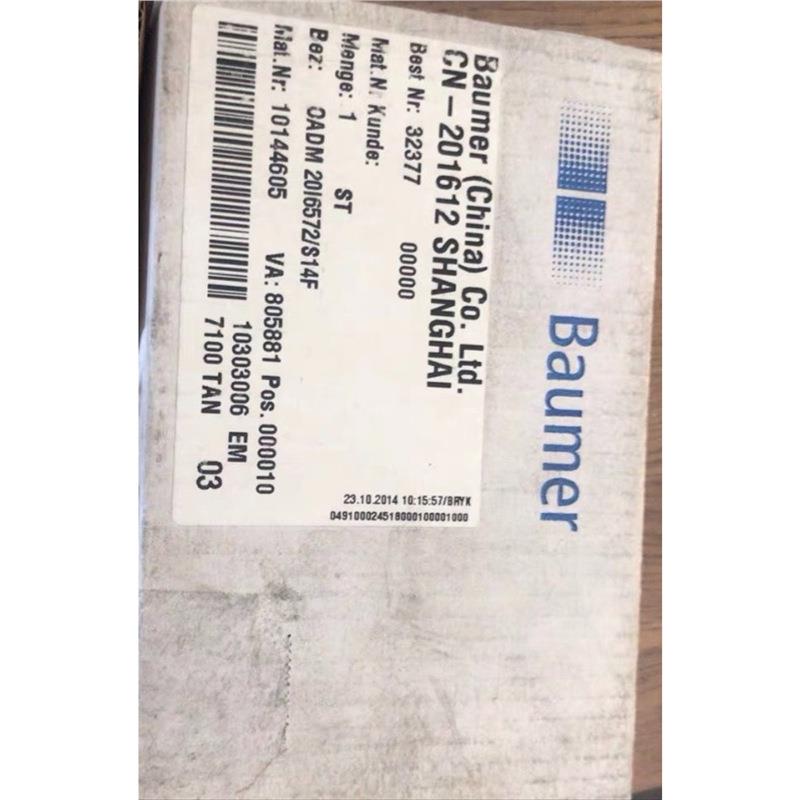 Baumer
Baumer (China) Co. Ltd.
CN - 201612 SHANGHAI
Best Nr: 32377 00000
Mat.Nr Kunde:
Menge: 1 ST
Bez: OADM 20I6572/S14F
Mat.Nr: 10144605 VA: 805881 Pos. 000010
10303006 EM
7100 TAN 03
23.10.2014 10:15:57/BRYK
049100024518000100001000